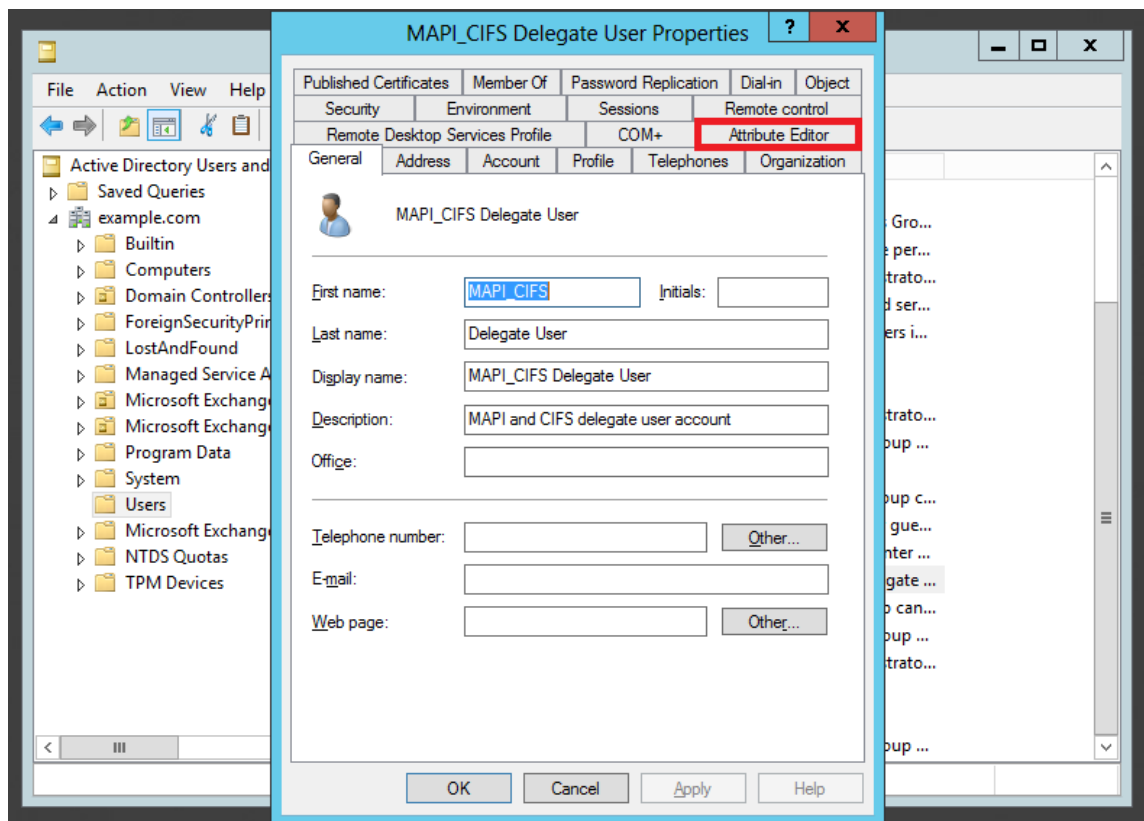 MAPI_CIFS Delegate User Properties ? x
x
File Action View Help
Published Certificates Member Of Password Replication Dial-in Object
Security Environment Sessions Remote control
Remote Desktop Services Profile COM+ Attribute Editor
General Address Account Profile Telephones Organization
Active Directory Users and
Saved Queries
example.com
Builtin
Computers
Domain Controllers
ForeignSecurityPrin
LostAndFound
Managed Service A
Microsoft Exchange
Microsoft Exchange
Program Data
System
Users
Microsoft Exchange
NTDS Quotas
TPM Devices
MAPI_CIFS Delegate User
First name: MAPI_CIFS Initials:
Last name: Delegate User
Display name: MAPI_CIFS Delegate User
Description: MAPI and CIFS delegate user account
Office:
Telephone number: Other...
E-mail:
Web page: Other...
OK Cancel Apply Help
Gro...
per...
trato...
ser...
ers i...
trato...
oup ...
oup c...
gue...
nter ...
gate ...
can...
oup ...
trato...
oup ...